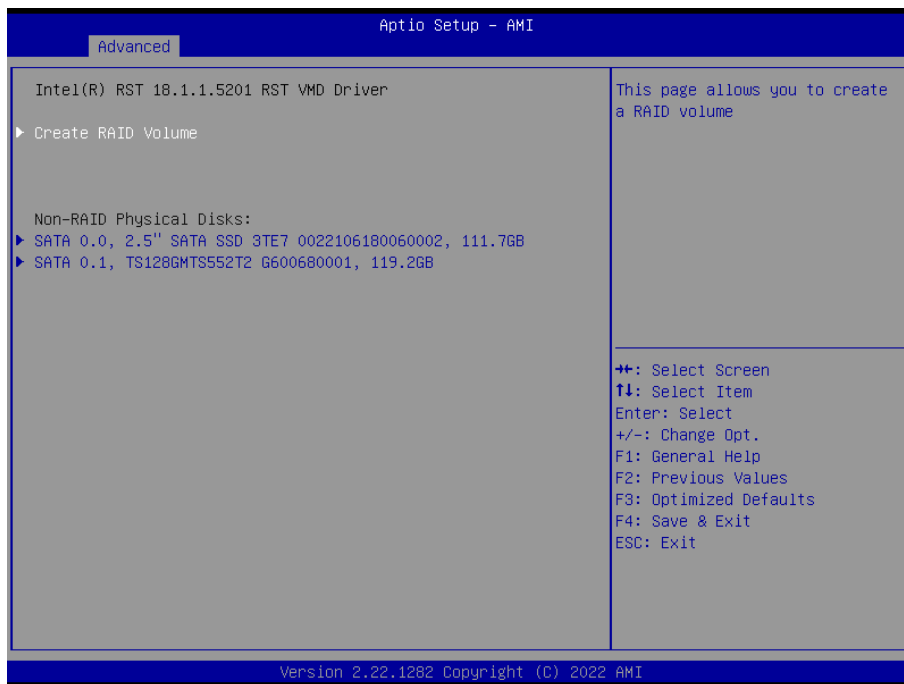 Aptio Setup – AMI
Advanced
Intel(R) RST 18.1.1.5201 RST VMD Driver
▶ Create RAID Volume
Non-RAID Physical Disks:
▶ SATA 0.0, 2.5'' SATA SSD 3TE7 0022106180060002, 111.7GB
▶ SATA 0.1, TS128GMTS552T2 G600680001, 119.2GB
This page allows you to create
a RAID volume
→←: Select Screen
↑↓: Select Item
Enter: Select
+/-: Change Opt.
F1: General Help
F2: Previous Values
F3: Optimized Defaults
F4: Save & Exit
ESC: Exit
Version 2.22.1282 Copyright (C) 2022 AMI